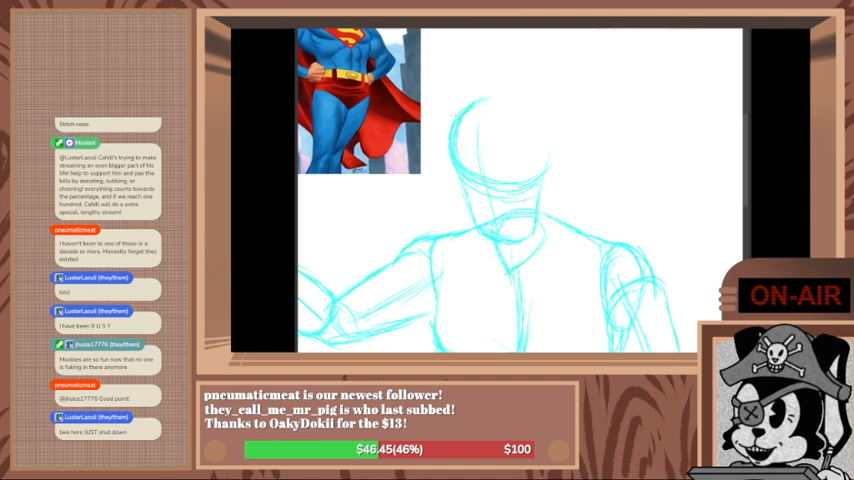 Stitch nooo
Moobot
@LusterLazuli Cahill's trying to make
streaming an even bigger part of his
life! help to support him and pay the
bills by donating, subbing, or
cheering! everything counts towards
the percentage, and if we reach one
hundred, Cahill will do a extra
special, lengthy stream!
pneumaticmeat
I haven't been to one of those in a
decade or more. Honestly forgot they
existed
LusterLazuli (they/them)
LusterLazuli (they/them)
I have been B U S Y
jhuice17776 (they/them)
Moobies are so fun now that no one
is fuking in there anymore
pneumaticmeat
@jhuice17776 Good point!
LusterLazuli (they/them)
two here JUST shut down
ON-AIR
pneumaticmeat is our newest follower!
they_call_me_mr_pig is who last subbed!
Thanks to OakyDokii for the $13!
$46.45(46%)
$100